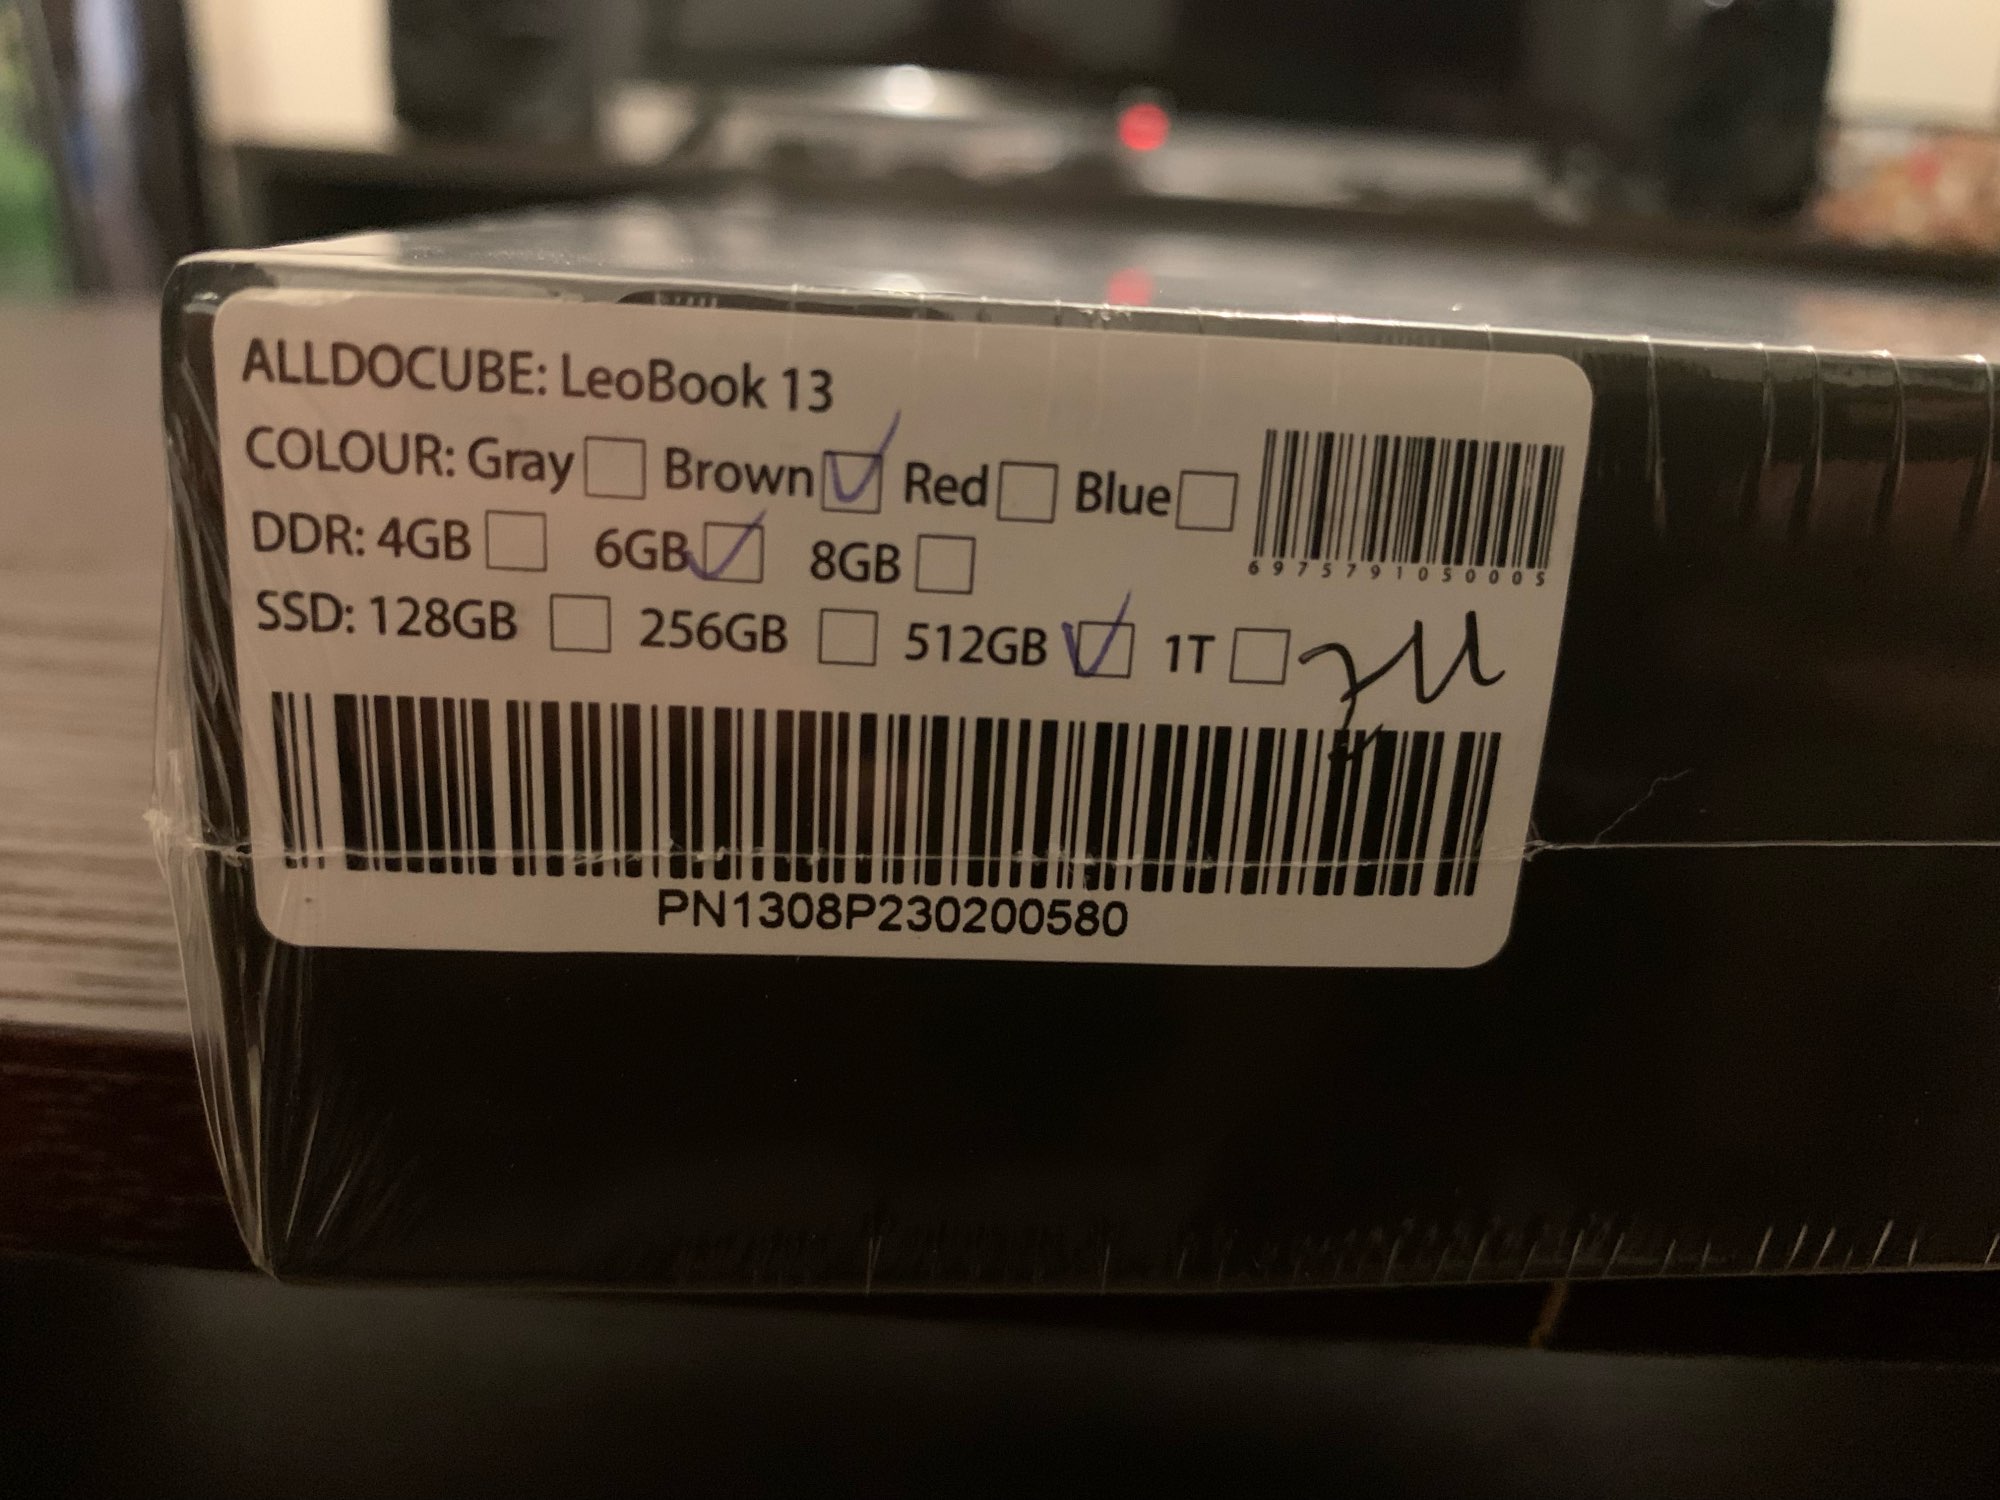 ALLDOCUBE: LeoBook 13
COLOUR: Gray Brown Red Blue
DDR: 4GB 6GB 8GB
SSD: 128GB 256GB 512GB 1T
6975791050005
PN1308P230200580